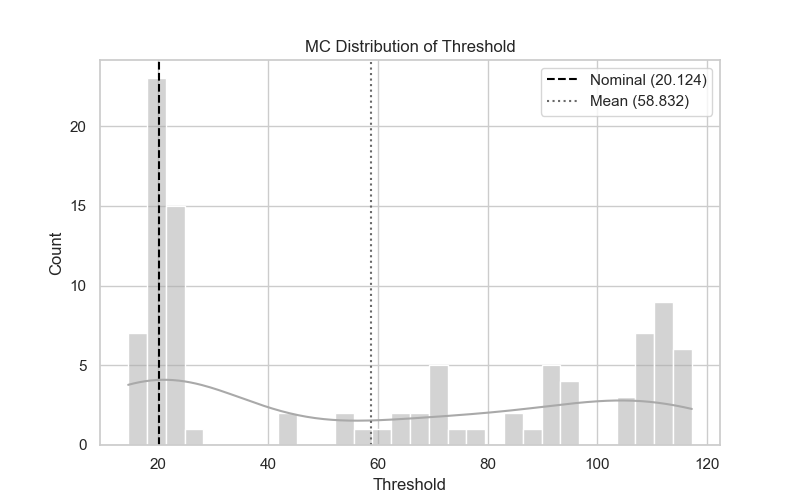 MC Distribution of Threshold
Nominal (20.124)
Mean (58.832)
Count
20
15
10
5
0
20
40
60
80
100
120
Threshold